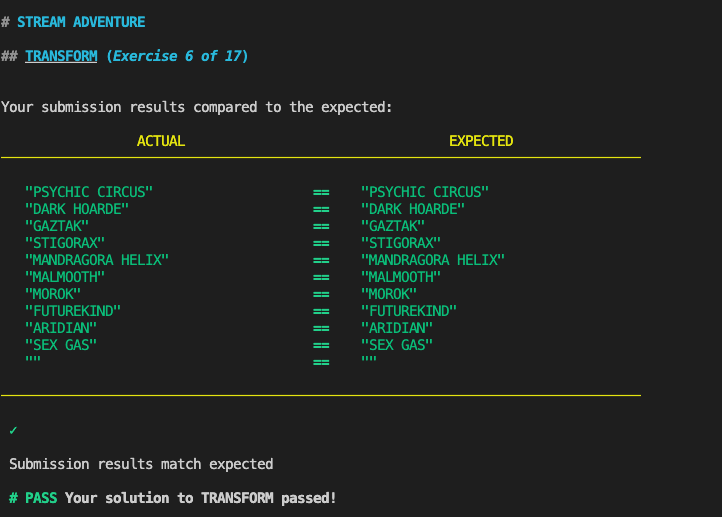 # STREAM ADVENTURE
## TRANSFORM (Exercise 6 of 17)
Your submission results compared to the expected:
ACTUAL EXPECTED
"PSYCHIC CIRCUS" == "PSYCHIC CIRCUS"
"DARK HOARDE" == "DARK HOARDE"
"GAZTAK" == "GAZTAK"
"STIGORAX" == "STIGORAX"
"MANDRAGORA HELIX" == "MANDRAGORA HELIX"
"MALMOOTH" == "MALMOOTH"
"MOROK" == "MOROK"
"FUTUREKIND" == "FUTUREKIND"
"ARIDIAN" == "ARIDIAN"
"SEX GAS" == "SEX GAS"
"" == ""
✓
Submission results match expected
# PASS Your solution to TRANSFORM passed!